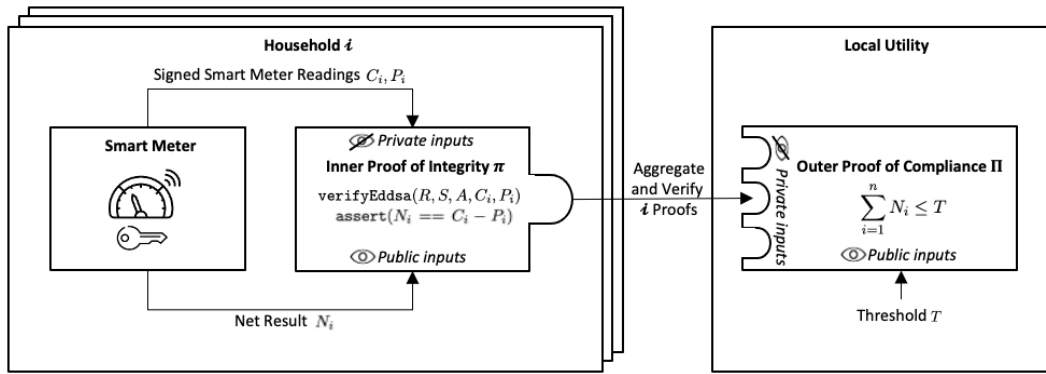 Household i
Signed Smart Meter Readings C_i, P_i
Smart Meter
Private inputs
Inner Proof of Integrity π
verifyEddsa(R, S, A, C_i, P_i)
assert(N_i == C_i − P_i)
Public inputs
Net Result N_i
Aggregate
and Verify
i Proofs
Local Utility
Private inputs
Outer Proof of Compliance Π
n
∑ N_i ≤ T
i=1
Public inputs
Threshold T